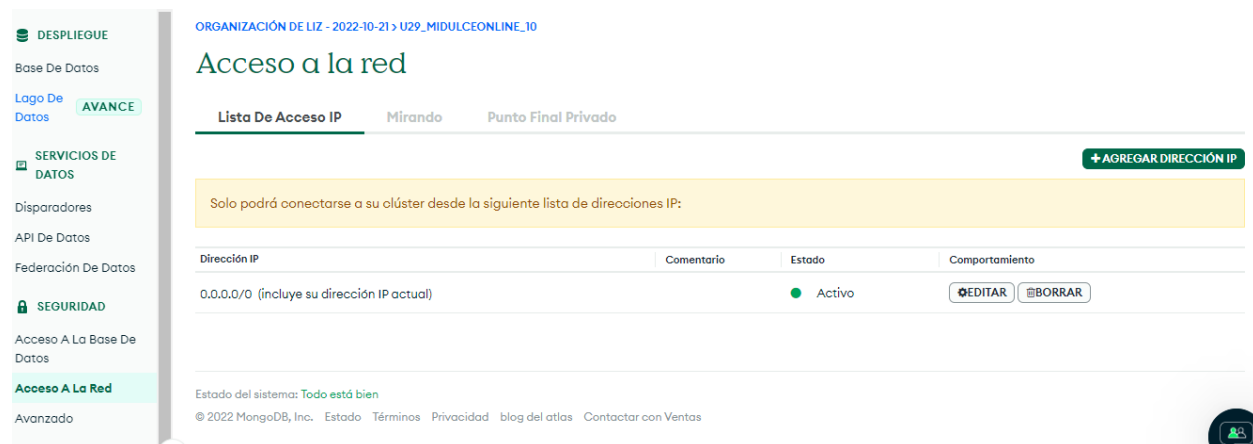 DESPLIEGUE
Base De Datos
Lago De
Datos
AVANCE
SERVICIOS DE
DATOS
Disparadores
API De Datos
Federación De Datos
SEGURIDAD
Acceso A La Base De
Datos
Acceso A La Red
Avanzado
ORGANIZACIÓN DE LIZ - 2022-10-21 > U29_MIDULCEONLINE_10
Acceso a la red
Lista De Acceso IP Mirando Punto Final Privado
+ AGREGAR DIRECCIÓN IP
Solo podrá conectarse a su clúster desde la siguiente lista de direcciones IP:
Dirección IP Comentario Estado Comportamiento
0.0.0.0/0 (incluye su dirección IP actual) Activo EDITAR BORRAR
Estado del sistema: Todo está bien
© 2022 MongoDB, Inc. Estado Términos Privacidad blog del atlas Contactar con Ventas